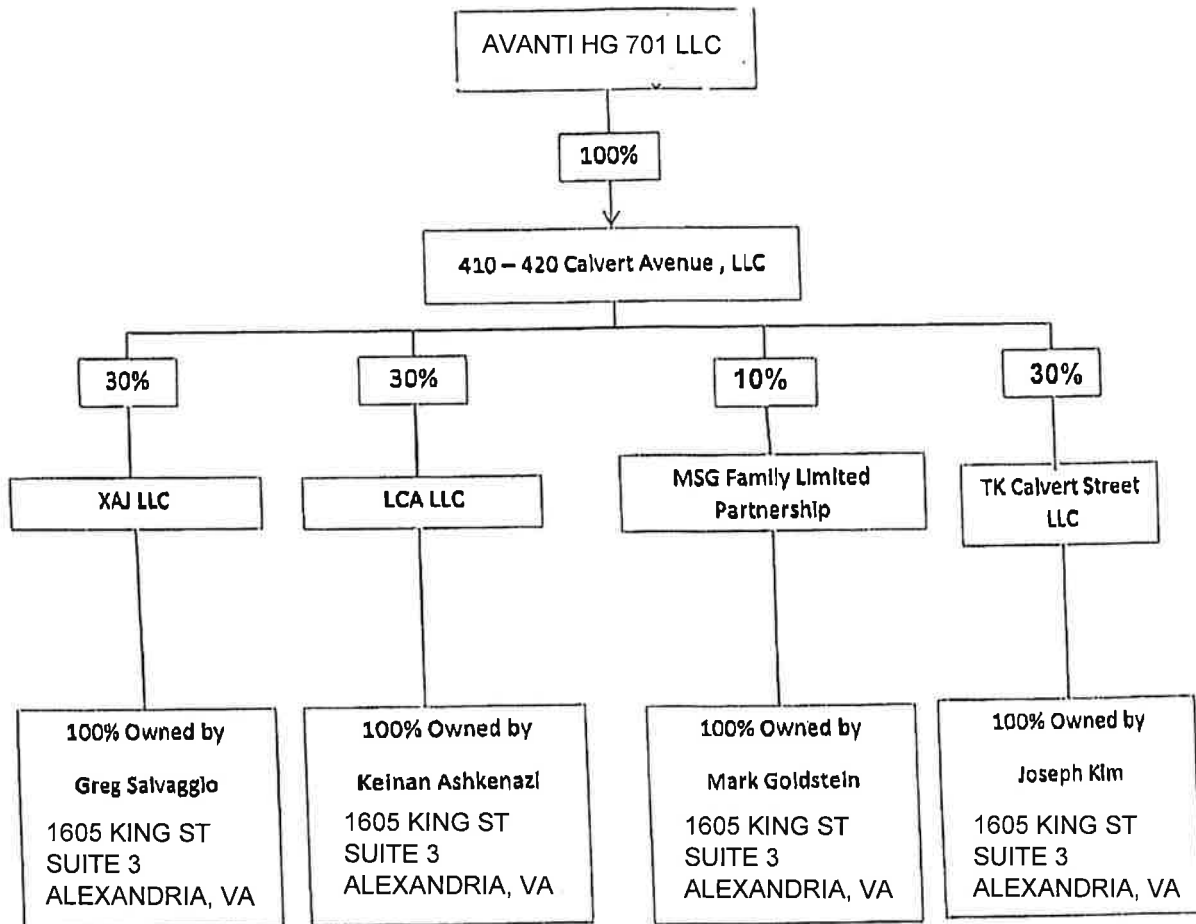 AVANTI HG 701 LLC
100%
410 – 420 Calvert Avenue , LLC
30%
30%
10%
30%
XAJ LLC
LCA LLC
MSG Family Limited
Partnership
TK Calvert Street
LLC
100% Owned by
Greg Salvaggio
1605 KING ST
SUITE 3
ALEXANDRIA, VA
100% Owned by
Keinan Ashkenazi
1605 KING ST
SUITE 3
ALEXANDRIA, VA
100% Owned by
Mark Goldstein
1605 KING ST
SUITE 3
ALEXANDRIA, VA
100% Owned by
Joseph Kim
1605 KING ST
SUITE 3
ALEXANDRIA, VA